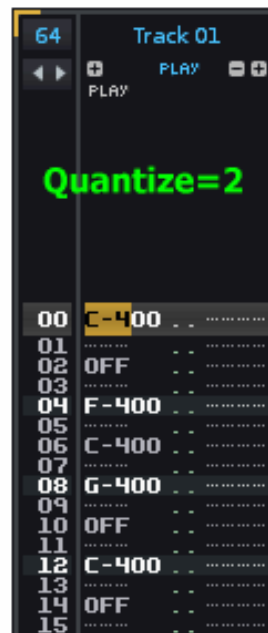 64 Track 01
PLAY
PLAY
Quantize=2
00 C-400 .. .........
01 ......... .. .........
02 OFF .. .........
03 ......... .. .........
04 F-400 .. .........
05 ......... .. .........
06 C-400 .. .........
07 ......... .. .........
08 G-400 .. .........
09 ......... .. .........
10 OFF .. .........
11 ......... .. .........
12 C-400 .. .........
13 ......... .. .........
14 OFF .. .........
15 ......... .. .........